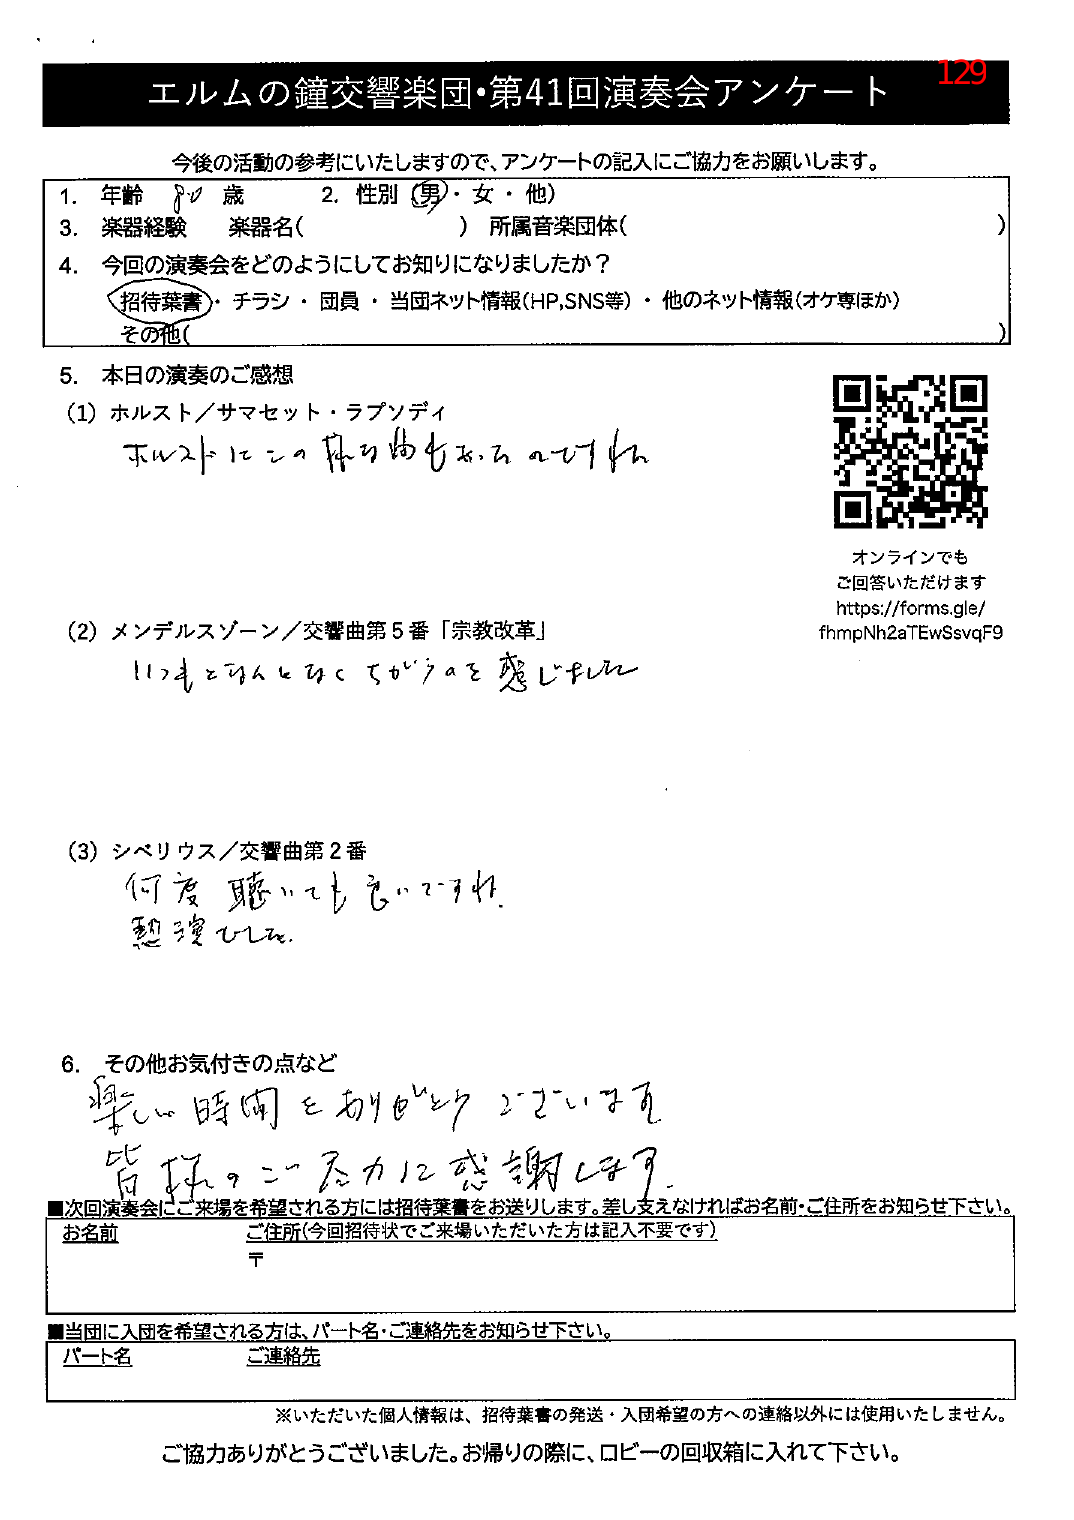 129
エルムの鐘交響楽団・第41回演奏会アンケート
今後の活動の参考にいたしますので、アンケートの記入にご協力をお願いします。
1. 年齢 80 歳 2. 性別 (男・女・他)
3. 楽器経験 楽器名( ) 所属音楽団体( )
4. 今回の演奏会をどのようにしてお知りになりましたか？
招待葉書・チラシ・団員・当団ネット情報(HP,SNS等)・他のネット情報(オケ専ほか)
その他( )
5. 本日の演奏のご感想
(1) ホルスト／サマセット・ラプソディ
ホルストにこの様な曲もあったのですね
オンラインでも
ご回答いただけます
https://forms.gle/
fhmpNh2aTEwSsvqF9
(2) メンデルスゾーン／交響曲第５番「宗教改革」
いつもとなんとなくちがうのを感じました
(3) シベリウス／交響曲第２番
何度聴いても良いですね.
熱演でした.
6. その他お気付きの点など
楽しい時間をありがとうございます
皆様のご尽力に感謝します.
■次回演奏会にご来場を希望される方には招待葉書をお送りします。差し支えなければお名前・ご住所をお知らせ下さい。
お名前 ご住所(今回招待状でご来場いただいた方は記入不要です)
〒
■当団に入団を希望される方は、パート名・ご連絡先をお知らせ下さい。
パート名 ご連絡先
※いただいた個人情報は、招待葉書の発送・入団希望の方への連絡以外には使用いたしません。
ご協力ありがとうございました。お帰りの際に、ロビーの回収箱に入れて下さい。